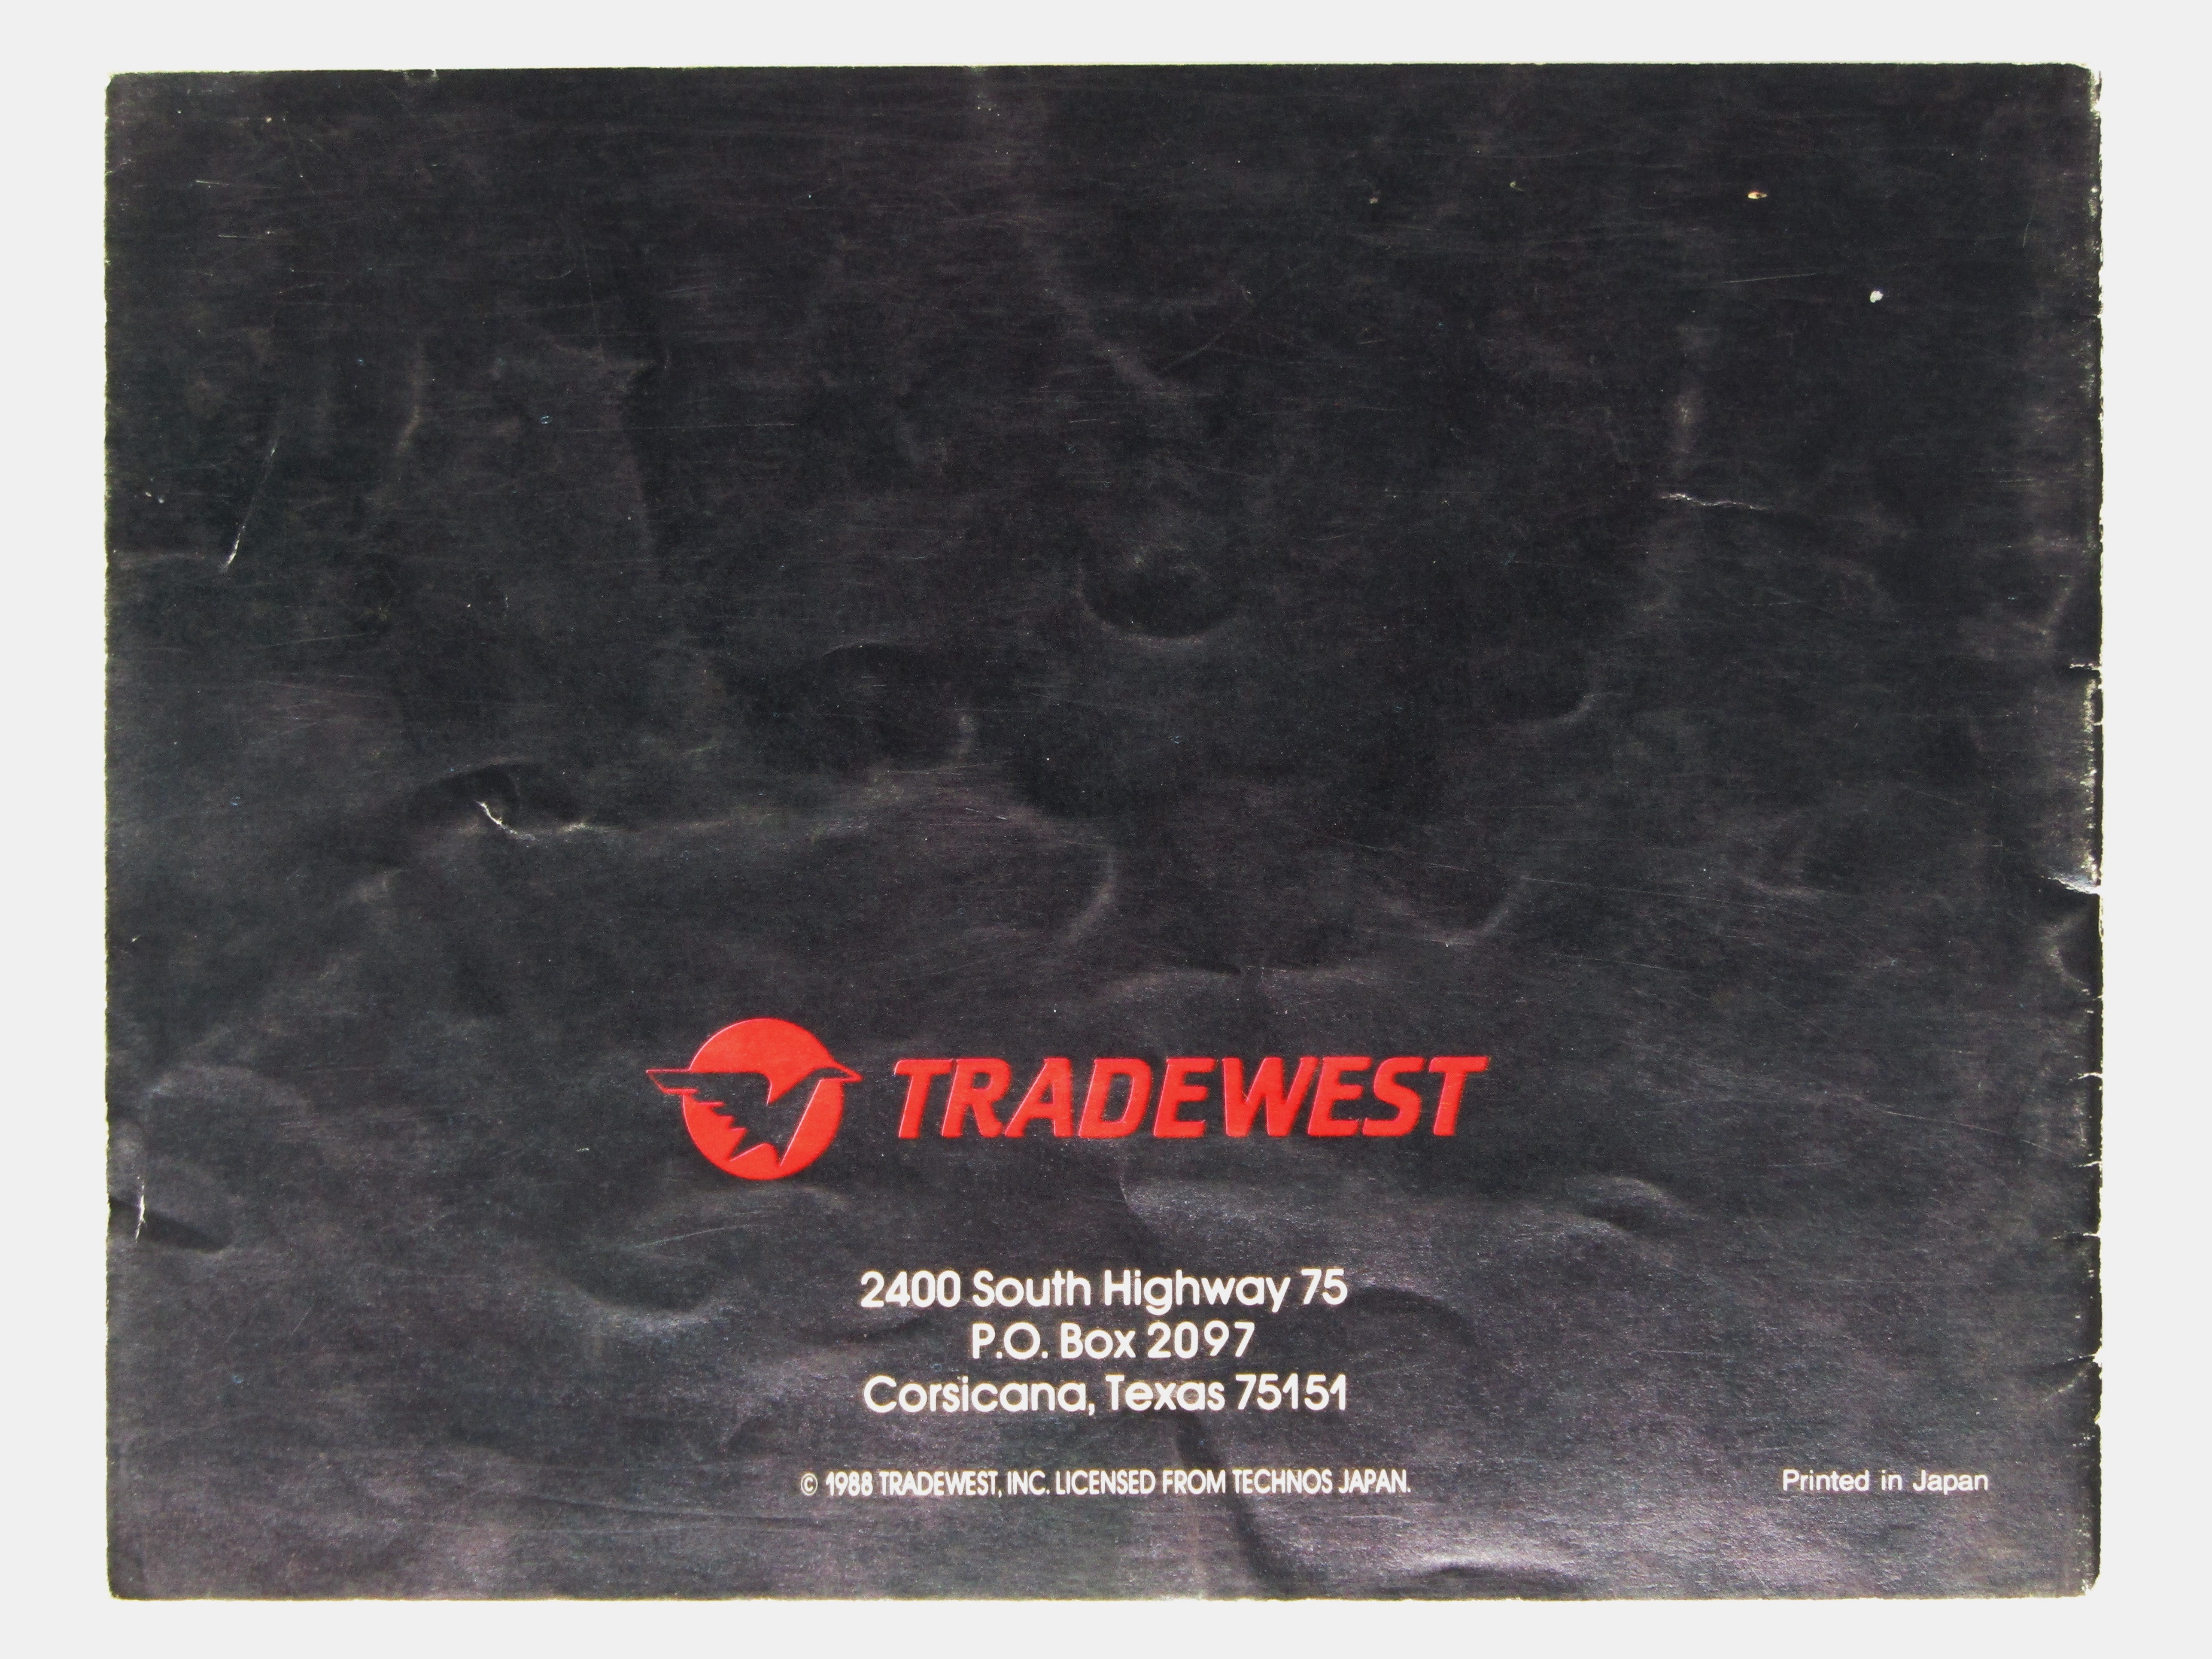 TRADEWEST
2400 South Highway 75
P.O. Box 2097
Corsicana, Texas 75151
© 1988 TRADEWEST, INC. LICENSED FROM TECHNOS JAPAN.
Printed in Japan